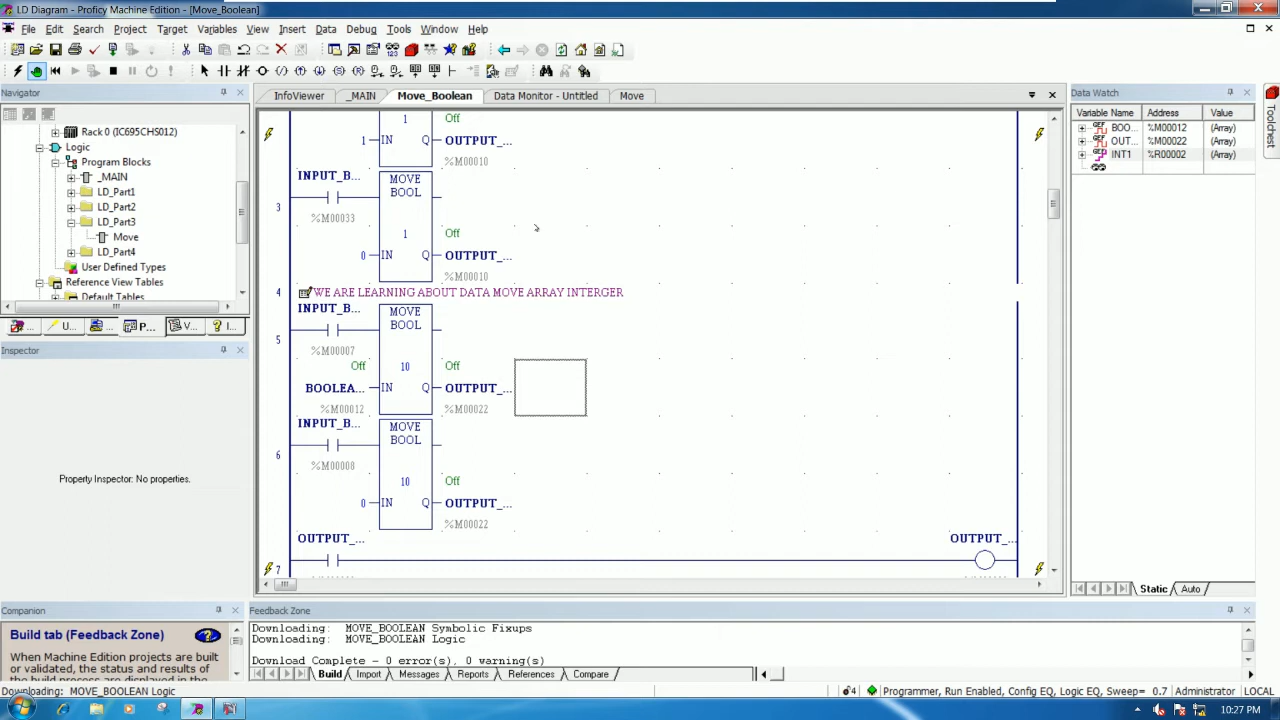 LD Diagram - Proficy Machine Edition - [Move_Boolean]
File Edit Search Project Target Variables View Insert Data Debug Tools Window Help
Navigator
Rack 0 (IC695CHS012)
Logic
Program Blocks
_MAIN
LD_Part1
LD_Part2
LD_Part3
Move
LD_Part4
User Defined Types
Reference View Tables
Default Tables
U... P... V... I...
Inspector
Property Inspector: No properties.
Companion
Build tab (Feedback Zone)
When Machine Edition projects are built
or validated, the status and results of
the build process are displayed in the
InfoViewer _MAIN Move_Boolean Data Monitor - Untitled Move
1 Off
1 IN Q OUTPUT_...
%M00010
INPUT_B... MOVE
BOOL
3
%M00033
1 Off
0 IN Q OUTPUT_...
%M00010
4 WE ARE LEARNING ABOUT DATA MOVE ARRAY INTERGER
INPUT_B... MOVE
BOOL
5
%M00007
Off 10 Off
BOOLEA... IN Q OUTPUT_...
%M00012 %M00022
INPUT_B... MOVE
BOOL
6
%M00008
10 Off
0 IN Q OUTPUT_...
%M00022
OUTPUT_... OUTPUT_...
7
Data Watch
Variable Name Address Value
BOO... %M00012 (Array)
OUT... %M00022 (Array)
INT1 %R00002 (Array)
Static Auto
Toolchest
Feedback Zone
Downloading: MOVE_BOOLEAN Symbolic Fixups
Downloading: MOVE_BOOLEAN Logic
Download Complete - 0 error(s), 0 warning(s)
Build Import Messages Reports References Compare
Downloading: MOVE_BOOLEAN Logic
4 Programmer, Run Enabled, Config EQ, Logic EQ, Sweep= 0.7 Administrator LOCAL
10:27 PM